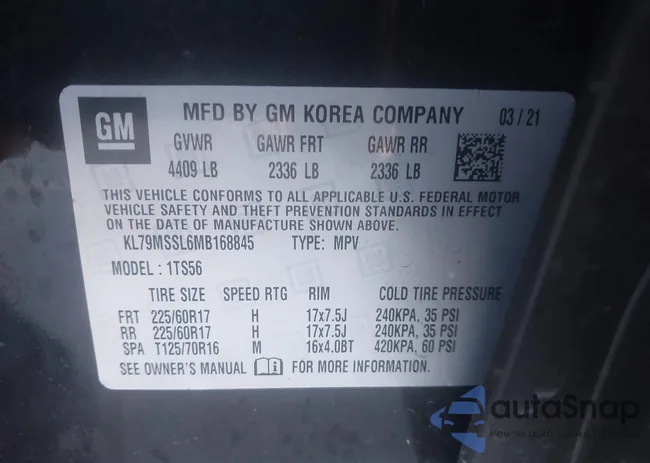 GM
MFD BY GM KOREA COMPANY 03/21
GVWR GAWR FRT GAWR RR
4409 LB 2336 LB 2336 LB
THIS VEHICLE CONFORMS TO ALL APPLICABLE U.S. FEDERAL MOTOR
VEHICLE SAFETY AND THEFT PREVENTION STANDARDS IN EFFECT
ON THE DATE OF MANUFACTURE SHOWN ABOVE.
KL79MSSL6MB168845 TYPE: MPV
MODEL : 1TS56
TIRE SIZE SPEED RTG RIM COLD TIRE PRESSURE
FRT 225/60R17 H 17x7.5J 240KPA, 35 PSI
RR 225/60R17 H 17x7.5J 240KPA, 35 PSI
SPA T125/70R16 M 16x4.0BT 420KPA, 60 PSI
SEE OWNER'S MANUAL FOR MORE INFORMATION.
autoSnap